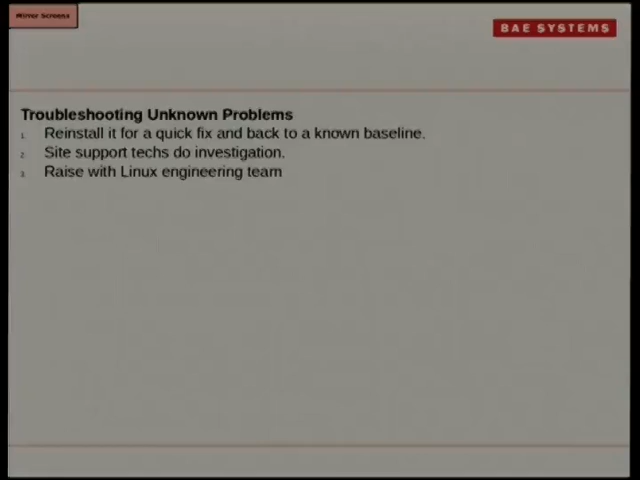 Mirror Screens
BAE SYSTEMS
Troubleshooting Unknown Problems
1. Reinstall it for a quick fix and back to a known baseline.
2. Site support techs do investigation.
3. Raise with Linux engineering team